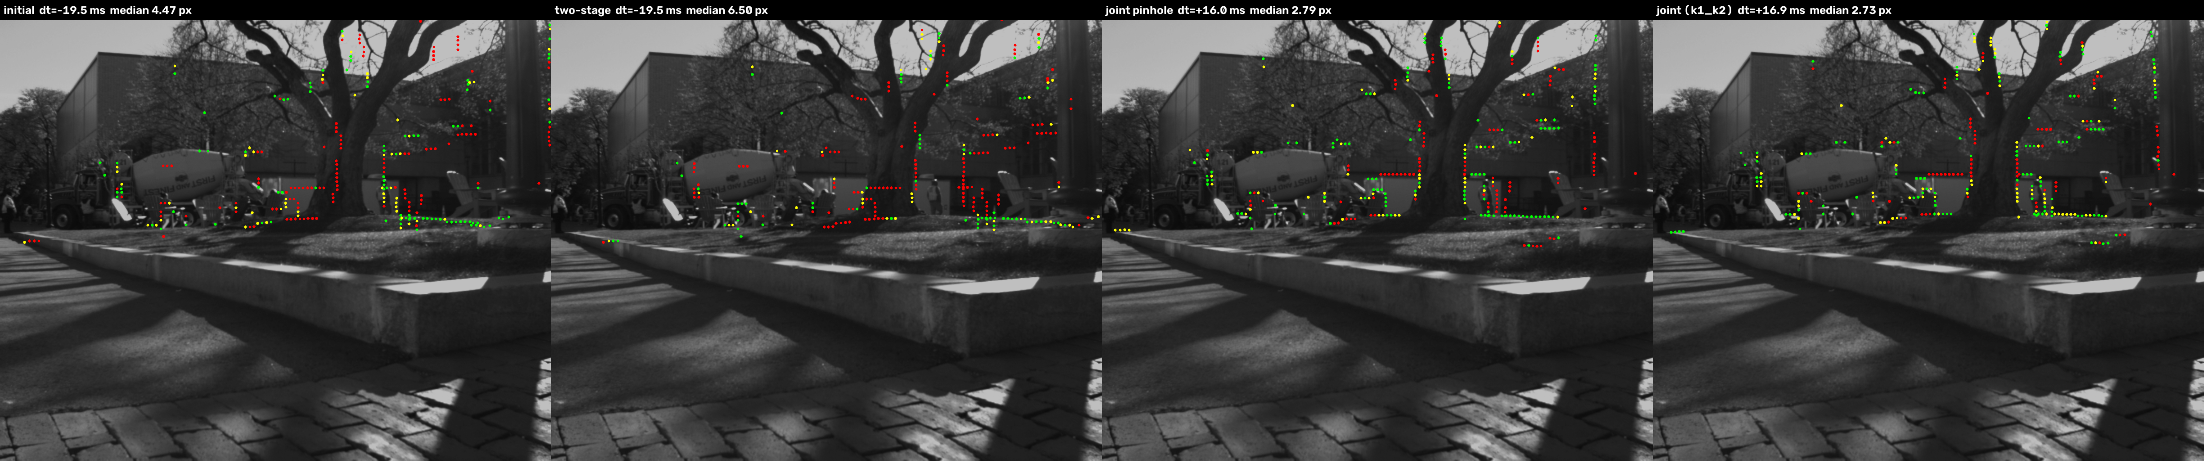 initial dt=-19.5 ms median 4.47 px
two-stage dt=-19.5 ms median 6.50 px
joint pinhole dt=+16.0 ms median 2.79 px
joint (k1_k2) dt=+16.9 ms median 2.73 px